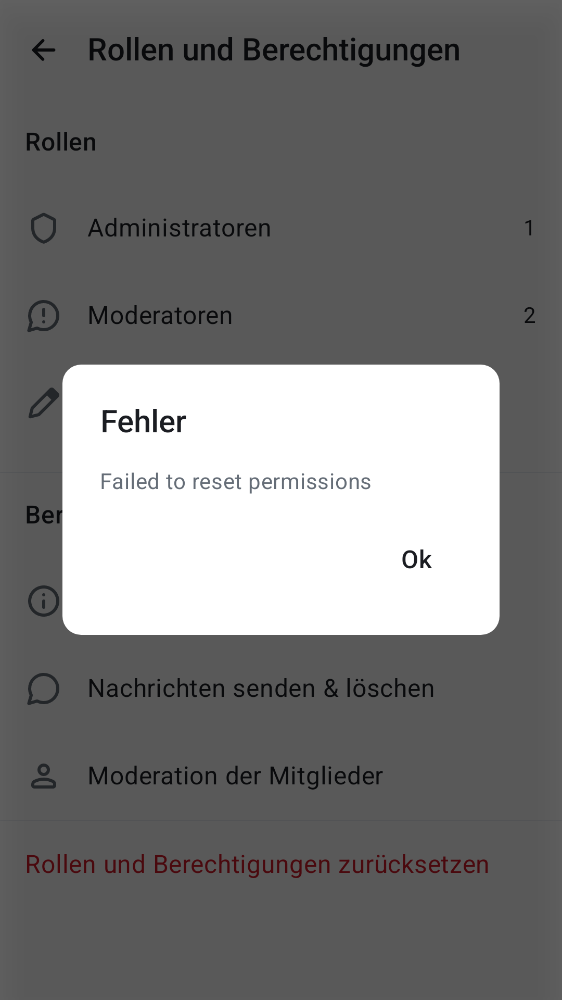 Rollen und Berechtigungen
Rollen
Administratoren 1
Moderatoren 2
Fehler
Failed to reset permissions
Ber
Ok
Nachrichten senden & löschen
Moderation der Mitglieder
Rollen und Berechtigungen zurücksetzen